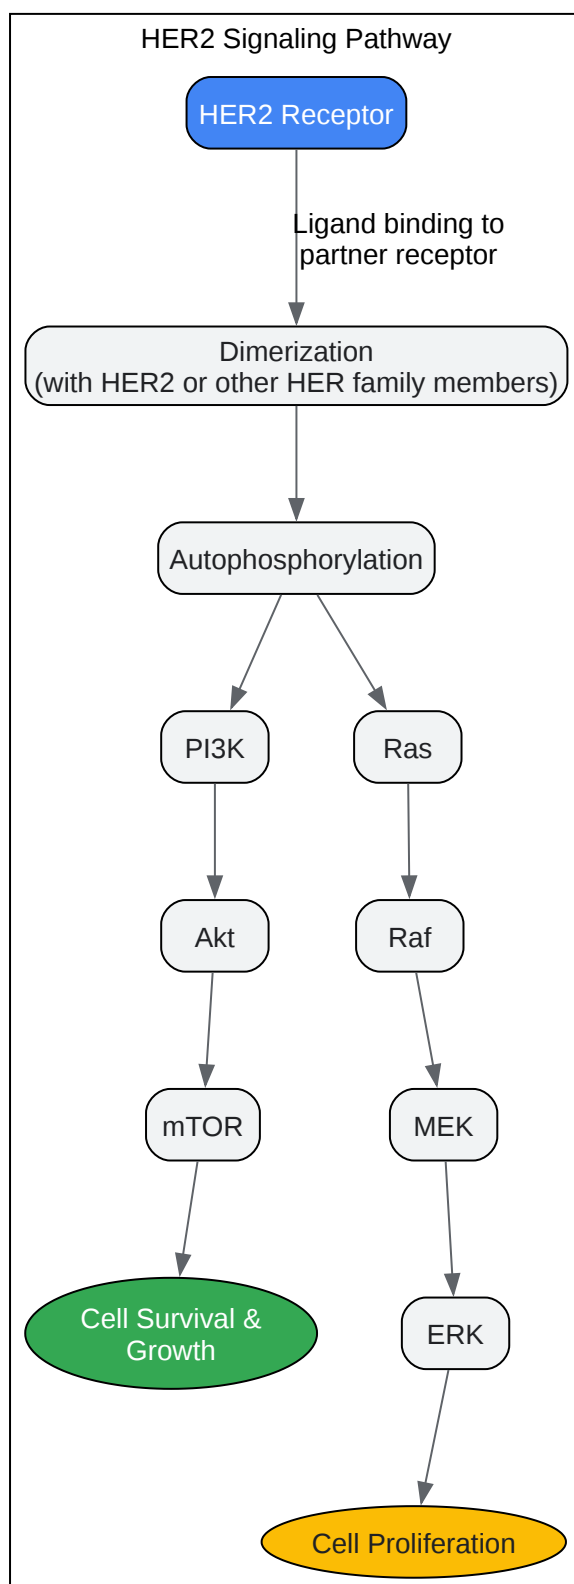 HER2 Signaling Pathway
HER2 Receptor
Ligand binding to
partner receptor
Dimerization
(with HER2 or other HER family members)
Autophosphorylation
PI3K
Ras
Akt
Raf
mTOR
MEK
Cell Survival &
Growth
ERK
Cell Proliferation